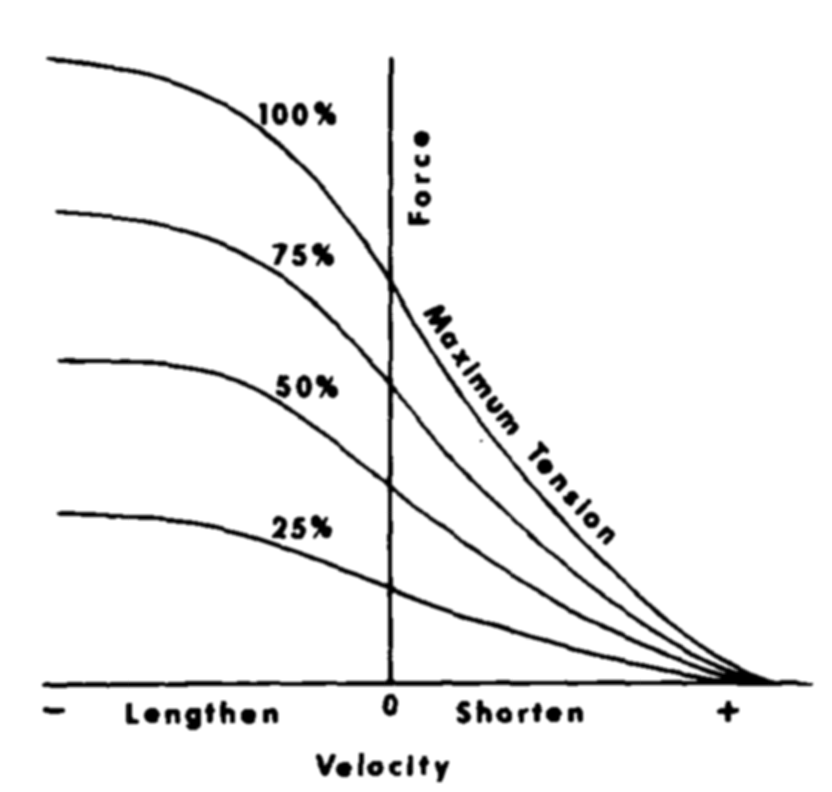 100%
Force
75%
Maximum Tension
50%
25%
- Lengthen 0 Shorten +
Velocity